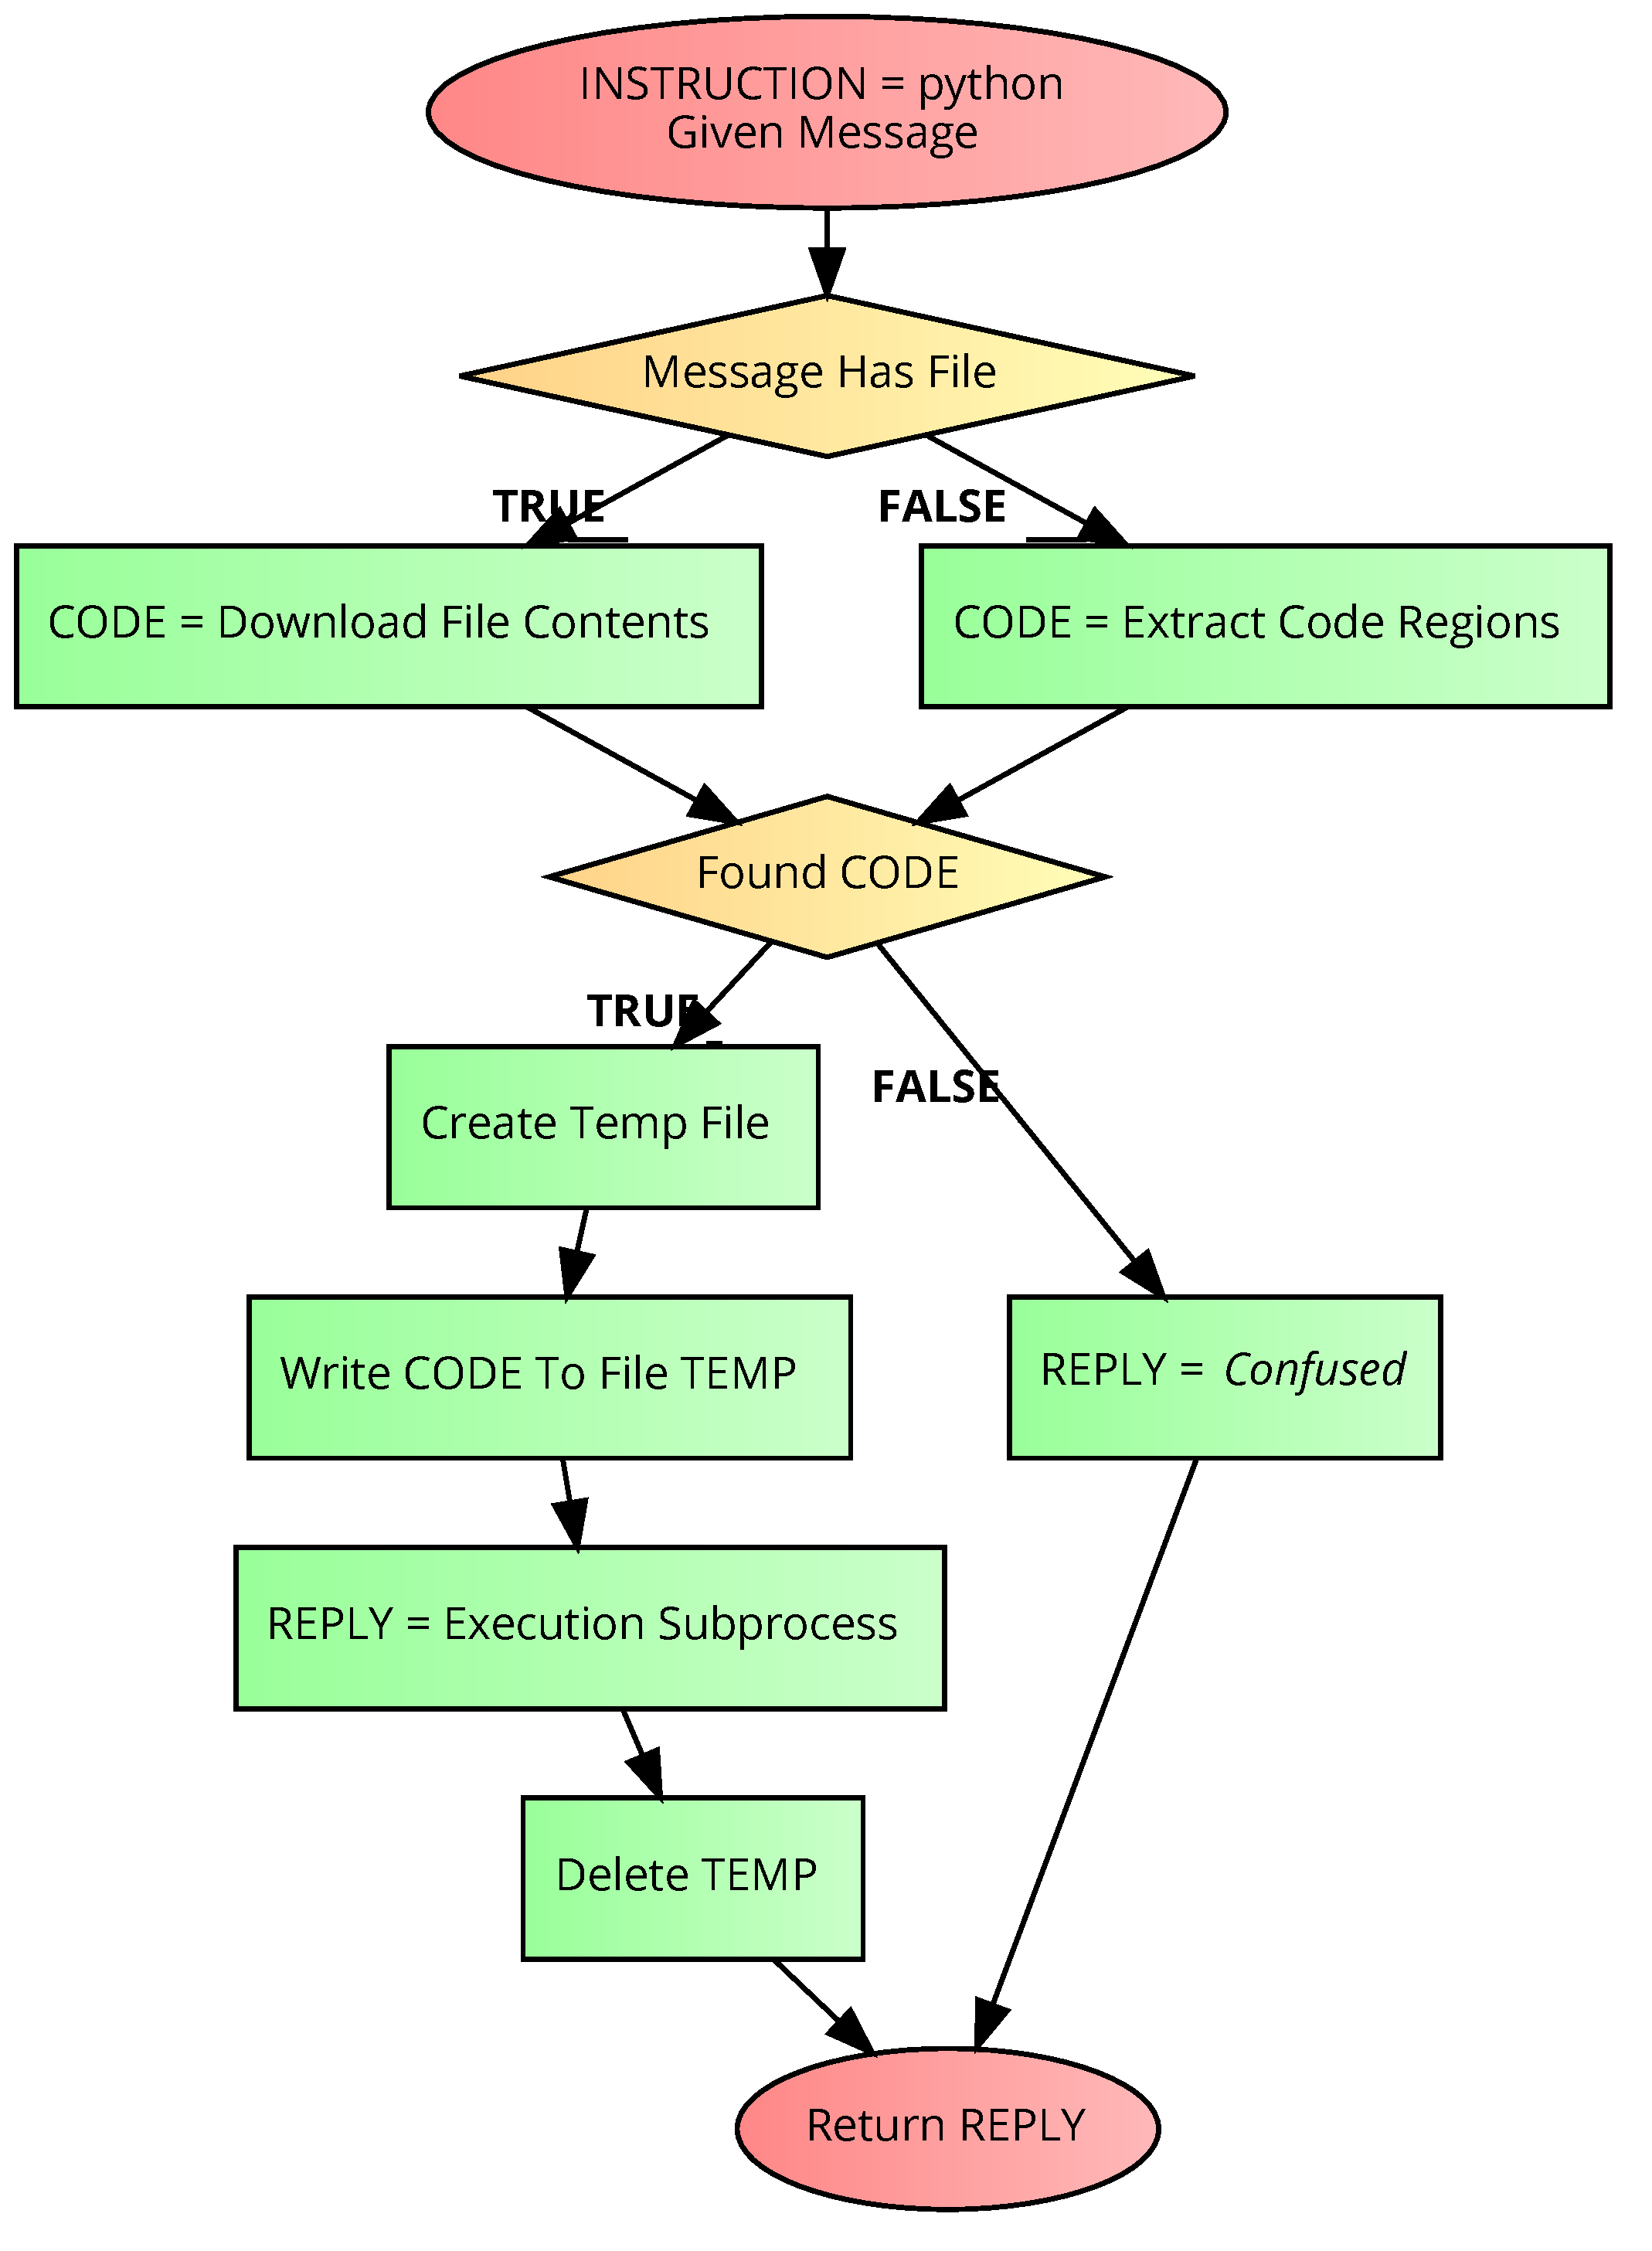 INSTRUCTION = python
Given Message
Message Has File
TRUE
FALSE
CODE = Download File Contents
CODE = Extract Code Regions
Found CODE
TRUE
FALSE
Create Temp File
Write CODE To File TEMP
REPLY = Confused
REPLY = Execution Subprocess
Delete TEMP
Return REPLY